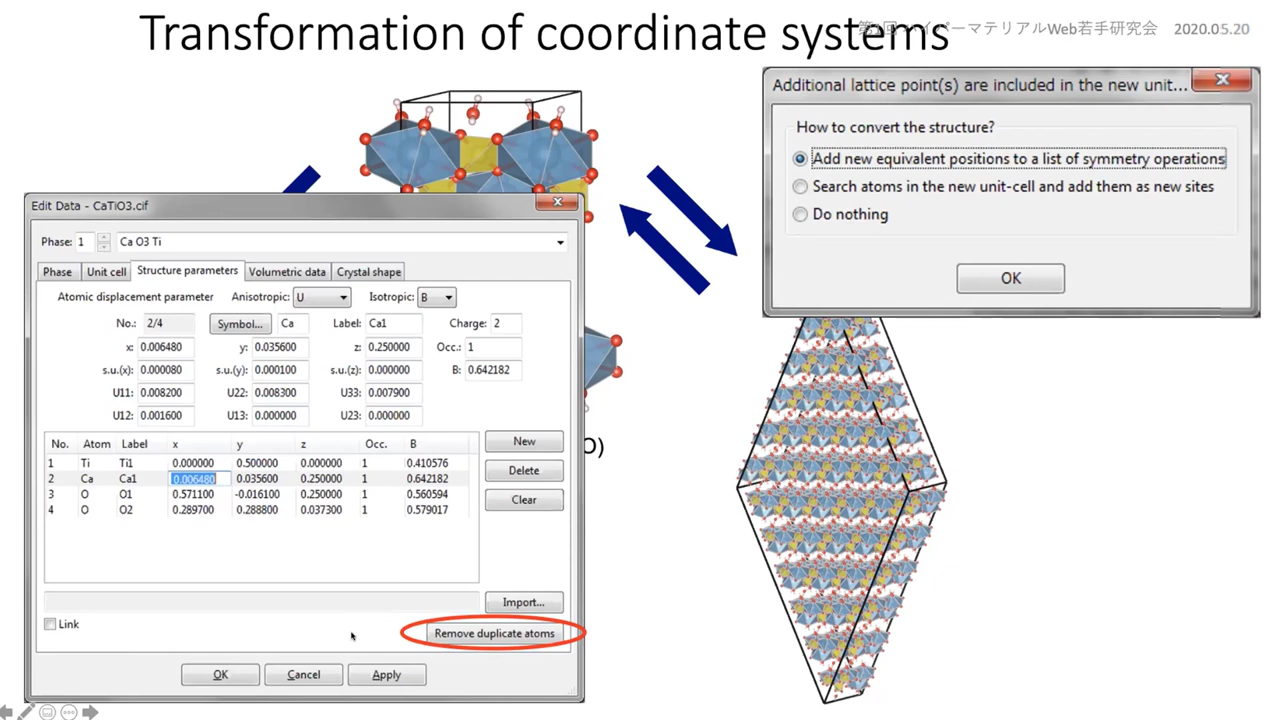 Transformation of coordinate systems
第1回 ハイパーマテリアルWeb若手研究会 2020.05.20
Additional lattice point(s) are included in the new unit...
How to convert the structure?
Add new equivalent positions to a list of symmetry operations
Search atoms in the new unit-cell and add them as new sites
Do nothing
OK
Edit Data - CaTiO3.cif
Phase: 1 Ca O3 Ti
Phase Unit cell Structure parameters Volumetric data Crystal shape
Atomic displacement parameter Anisotropic: U Isotropic: B
No.: 2/4 Symbol... Ca Label: Ca1 Charge: 2
x: 0.006480 y: 0.035600 z: 0.250000 Occ.: 1
s.u.(x): 0.000080 s.u.(y): 0.000100 s.u.(z): 0.000000 B: 0.642182
U11: 0.008200 U22: 0.008300 U33: 0.007900
U12: 0.001600 U13: 0.000000 U23: 0.000000
No. Atom Label x y z Occ. B
1 Ti Ti1 0.000000 0.500000 0.000000 1 0.410576
2 Ca Ca1 0.006480 0.035600 0.250000 1 0.642182
3 O O1 0.571100 -0.016100 0.250000 1 0.560594
4 O O2 0.289700 0.288800 0.037300 1 0.579017
New
Delete
Clear
Import...
Link
Remove duplicate atoms
OK Cancel Apply
O)